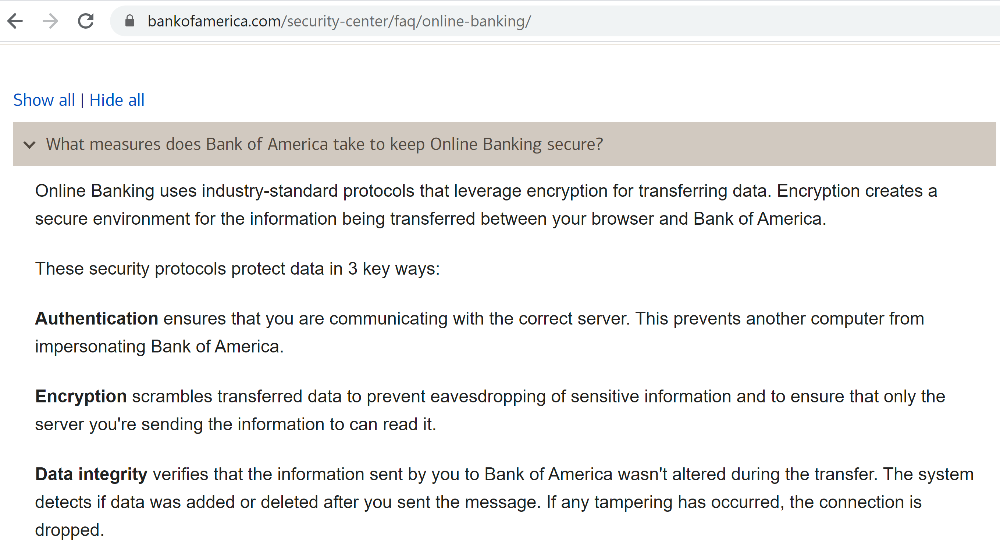 bankofamerica.com/security-center/faq/online-banking/
Show all | Hide all
What measures does Bank of America take to keep Online Banking secure?
Online Banking uses industry-standard protocols that leverage encryption for transferring data. Encryption creates a
secure environment for the information being transferred between your browser and Bank of America.
These security protocols protect data in 3 key ways:
Authentication ensures that you are communicating with the correct server. This prevents another computer from
impersonating Bank of America.
Encryption scrambles transferred data to prevent eavesdropping of sensitive information and to ensure that only the
server you're sending the information to can read it.
Data integrity verifies that the information sent by you to Bank of America wasn't altered during the transfer. The system
detects if data was added or deleted after you sent the message. If any tampering has occurred, the connection is
dropped.